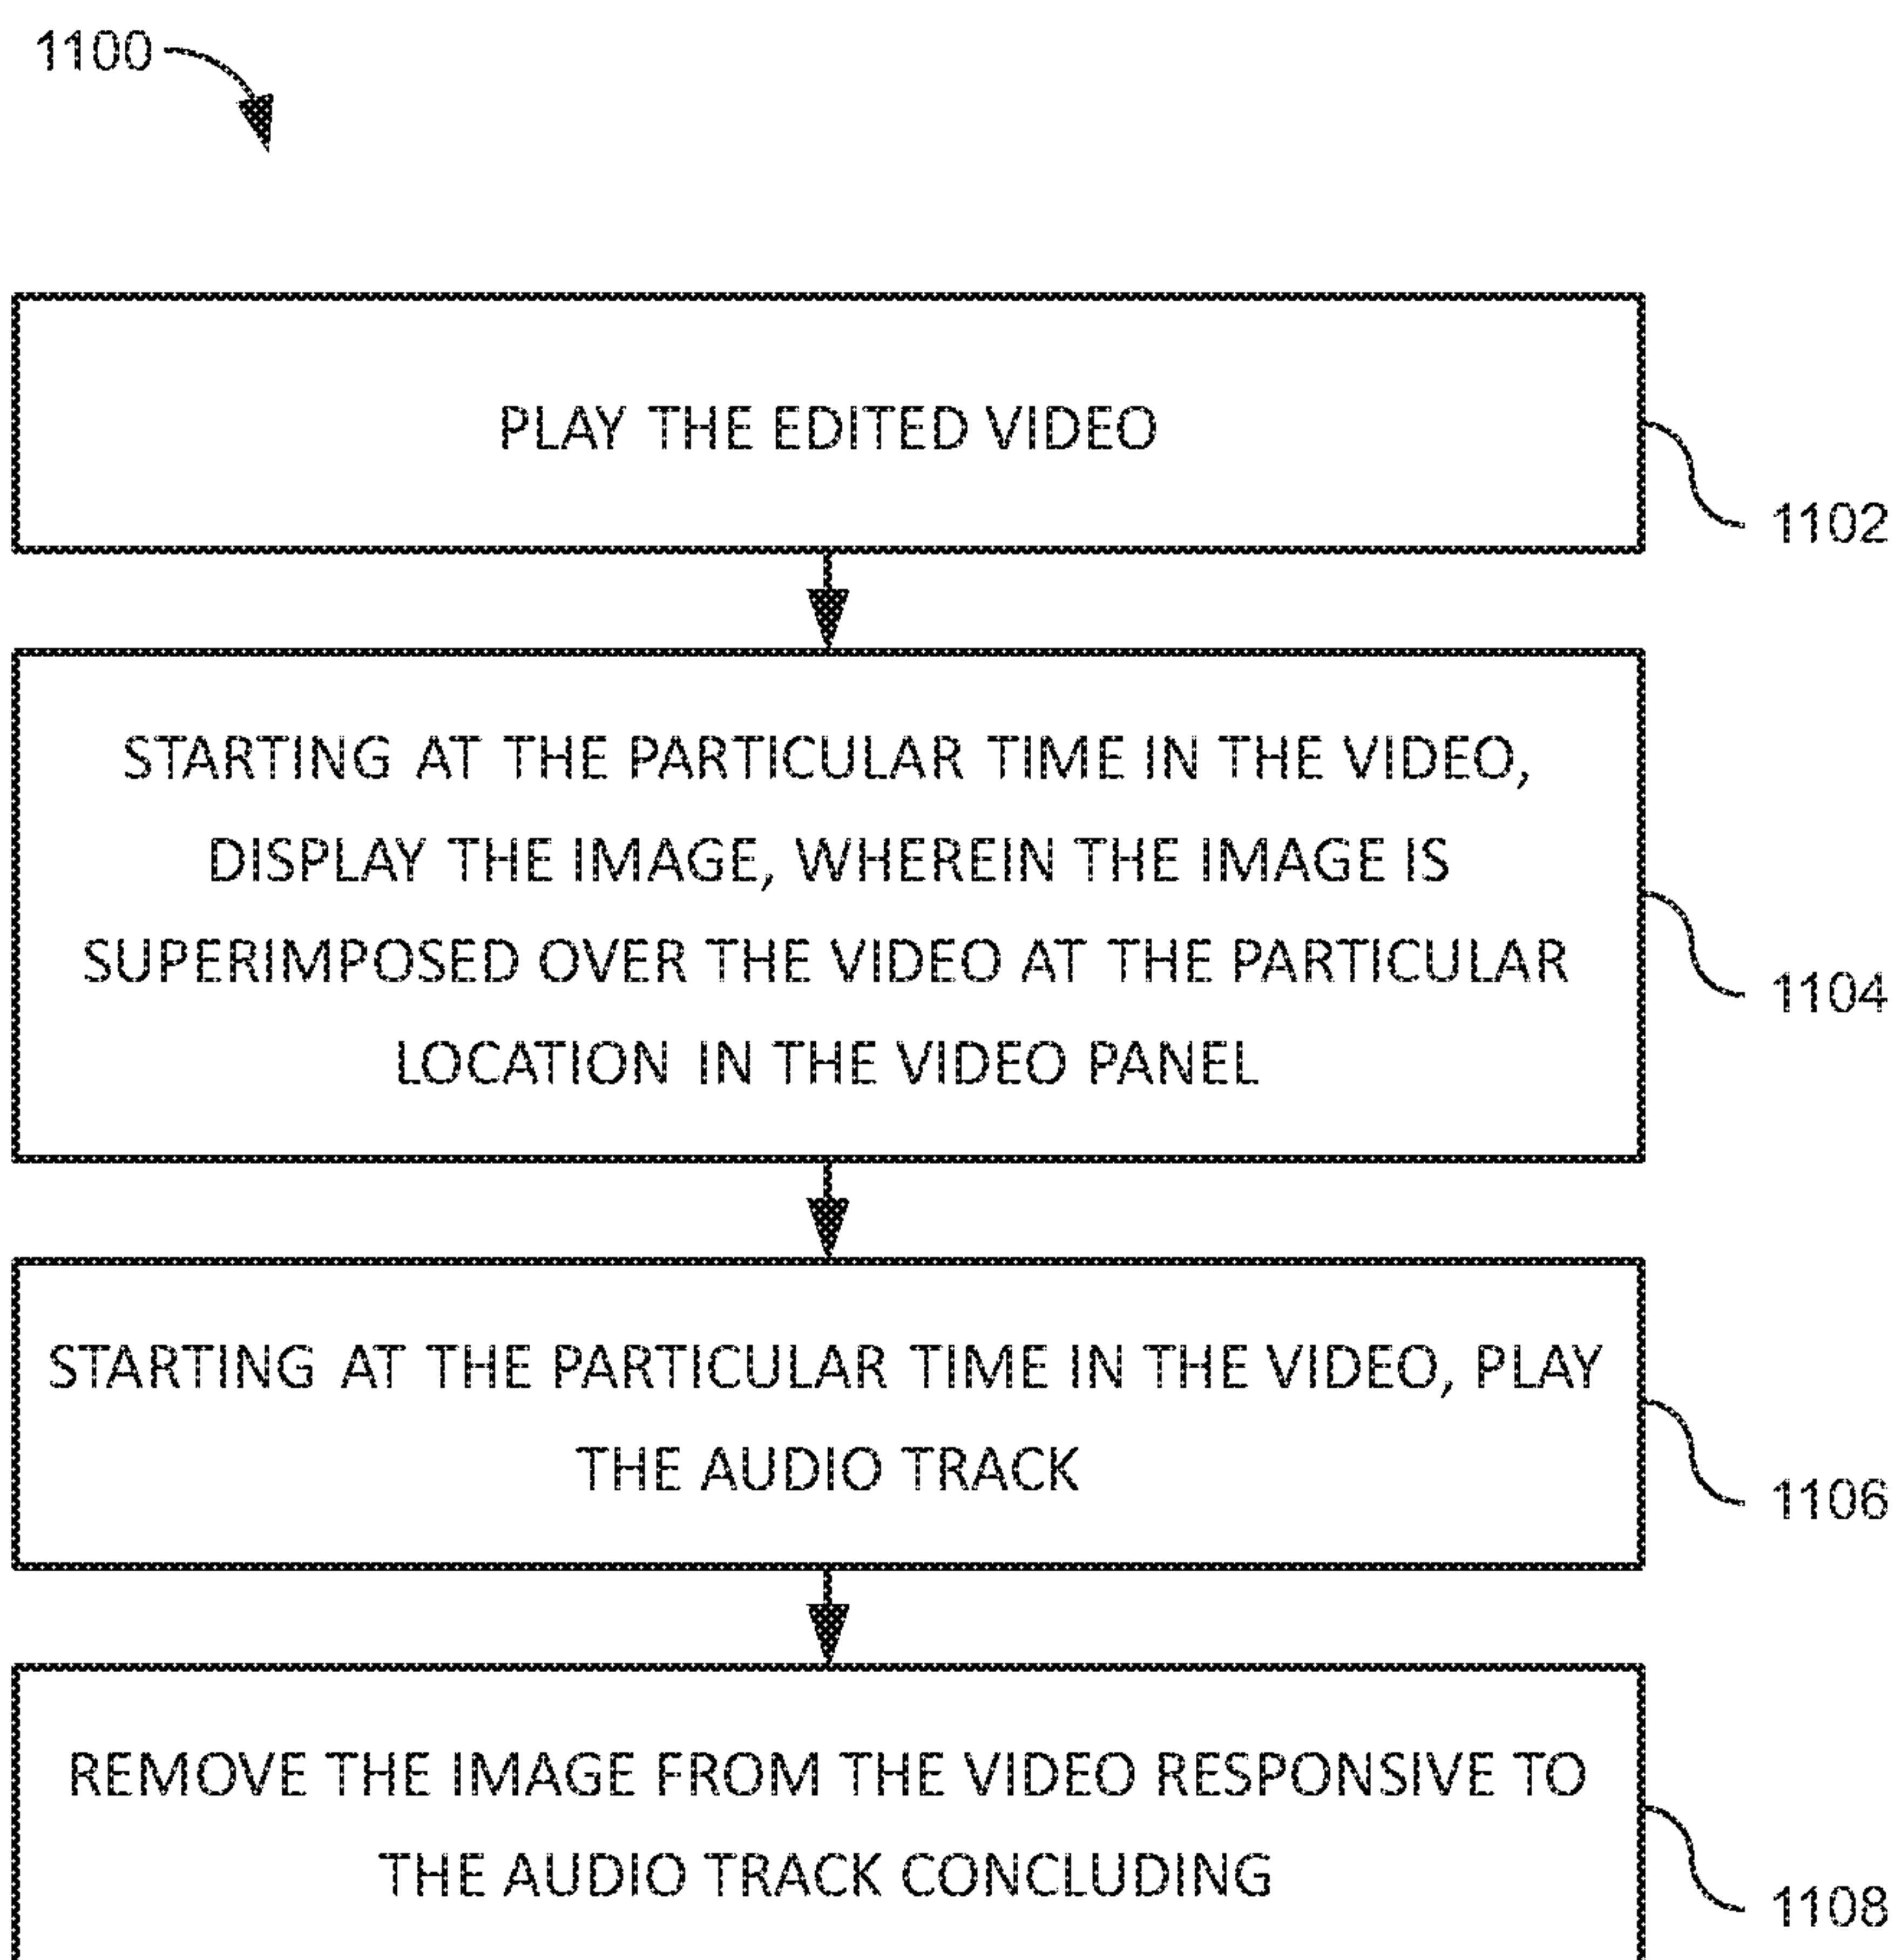 1100
PLAY THE EDITED VIDEO
1102
STARTING AT THE PARTICULAR TIME IN THE VIDEO,
DISPLAY THE IMAGE, WHEREIN THE IMAGE IS
SUPERIMPOSED OVER THE VIDEO AT THE PARTICULAR
LOCATION IN THE VIDEO PANEL
1104
STARTING AT THE PARTICULAR TIME IN THE VIDEO, PLAY
THE AUDIO TRACK
1106
REMOVE THE IMAGE FROM THE VIDEO RESPONSIVE TO
THE AUDIO TRACK CONCLUDING
1108